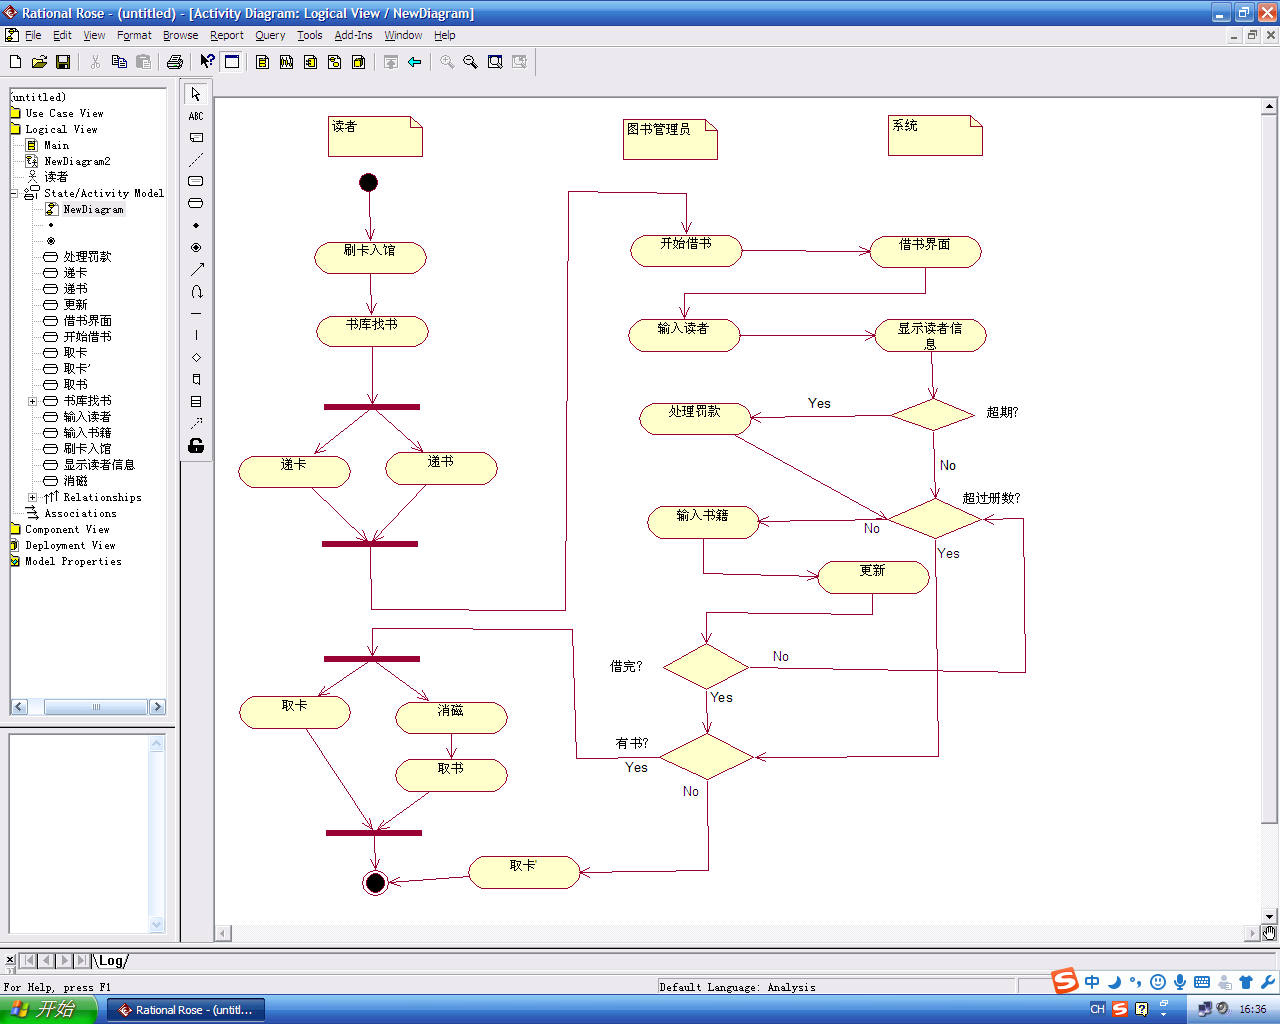 Rational Rose - (untitled) - [Activity Diagram: Logical View / NewDiagram]
File Edit View Format Browse Report Query Tools Add-Ins Window Help
(untitled)
Use Case View
Logical View
Main
NewDiagram2
读者
State/Activity Model
NewDiagram
处理罚款
递卡
递书
更新
借书界面
开始借书
取卡
取卡'
取书
书库找书
输入读者
输入书籍
刷卡入馆
显示读者信息
消磁
Relationships
Associations
Component View
Deployment View
Model Properties
ABC
读者
图书管理员
系统
刷卡入馆
开始借书
借书界面
书库找书
输入读者
显示读者信
息
处理罚款
Yes
超期?
No
递卡
递书
超过册数?
输入书籍
No
Yes
更新
借完?
No
Yes
取卡
消磁
有书?
Yes
取书
No
取卡'
Log
For Help, press F1
Default Language: Analysis
中
开始
Rational Rose - (untitl...
CH
16:36